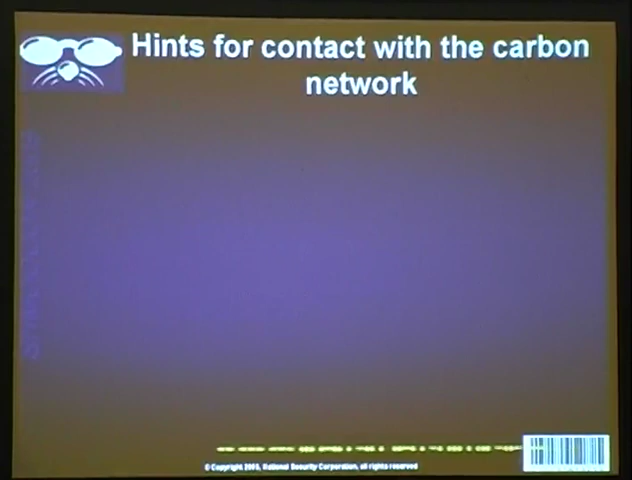 Hints for contact with the carbon
network
© Copyright 2005, National Security Corporation, all rights reserved